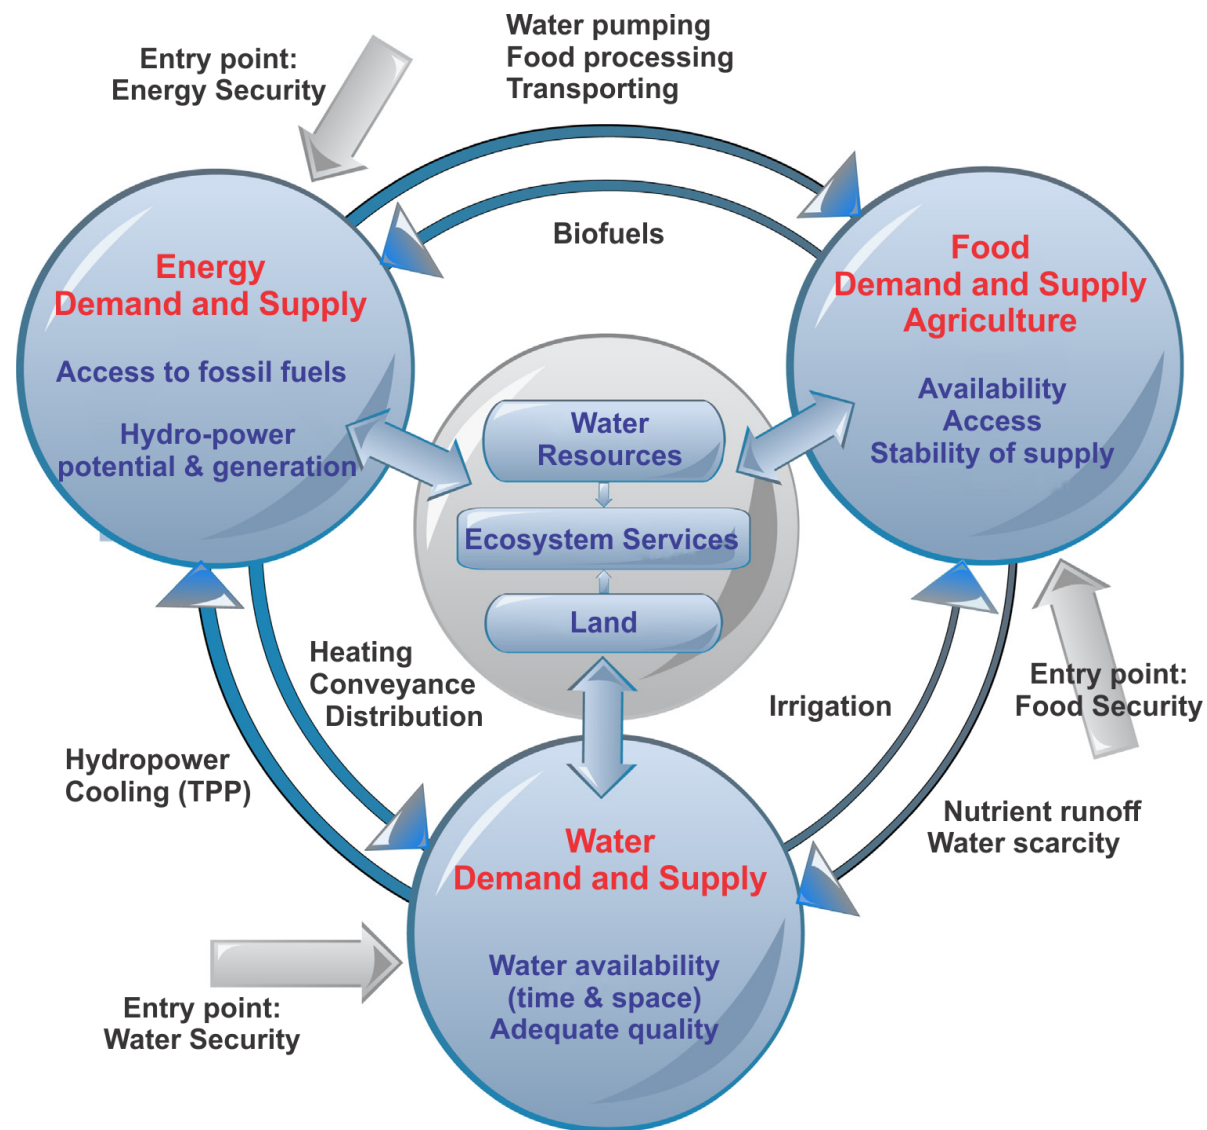 Water pumping
Food processing
Transporting
Entry point:
Energy Security
Biofuels
Energy
Demand and Supply
Access to fossil fuels
Hydro-power
potential & generation
Food
Demand and Supply
Agriculture
Availability
Access
Stability of supply
Water
Resources
Ecosystem Services
Land
Heating
Conveyance
Distribution
Hydropower
Cooling (TPP)
Irrigation
Entry point:
Food Security
Nutrient runoff
Water scarcity
Water
Demand and Supply
Water availability
(time & space)
Adequate quality
Entry point:
Water Security